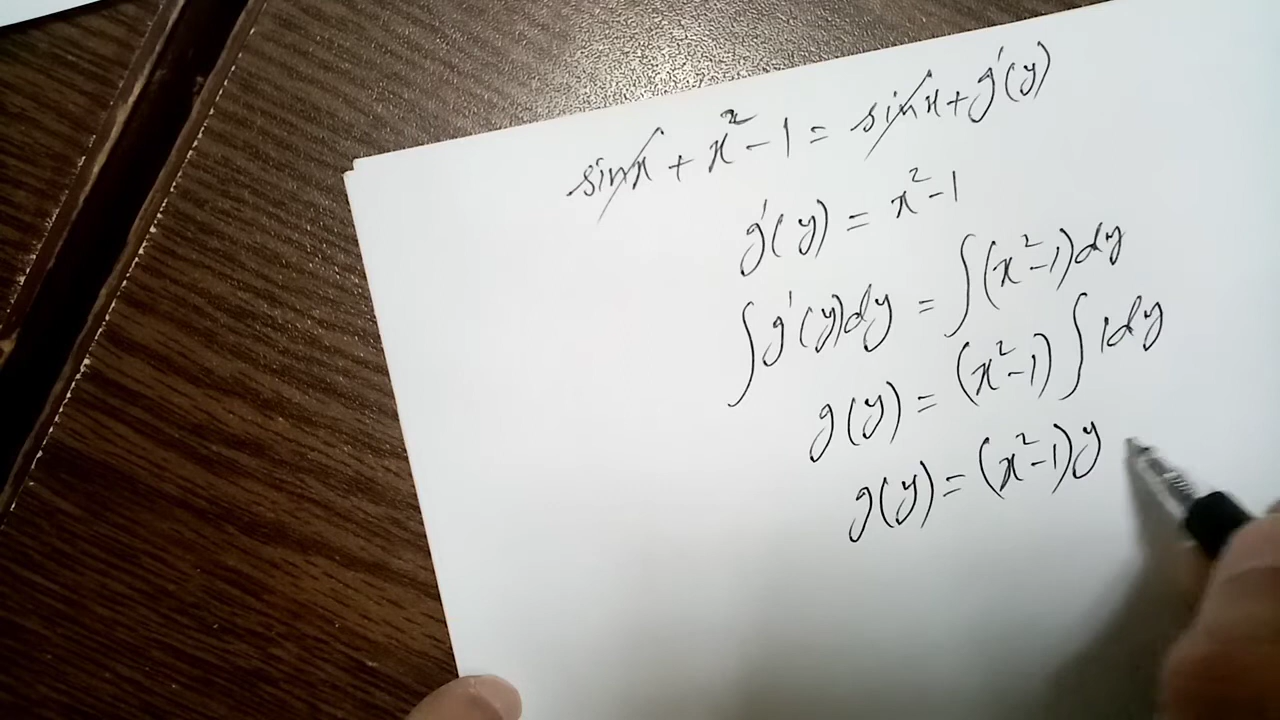 sinx + x² - 1 = sinx + g'(y)
g'(y) = x² - 1
∫g'(y)dy = ∫(x²-1)dy
g(y) = (x²-1)∫1dy
g(y) = (x²-1)y